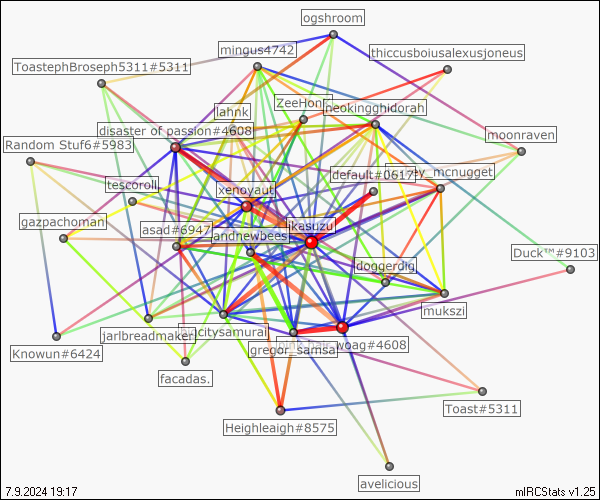 ogshroom
mingus4742
thiccusboiusalexusjoneus
ToastephBroseph5311#5311
ZeeHon
neokingghidorah
lahnk
disaster of passion#4608
moonraven
Random Stuf6#5983
default#0617
y_mcnugget
tescoroll
xenoyaut
gazpachoman
ikasuzu
asad#6947
andhewbees
Duck™#9103
doggerdig
mukszi
jarlbreadmaker
citysamurai
woag#4608
gregor_samsa
Knowun#6424
facadas.
Toast#5311
Heighleaigh#8575
avelicious
7.9.2024 19:17
mIRCStats v1.25